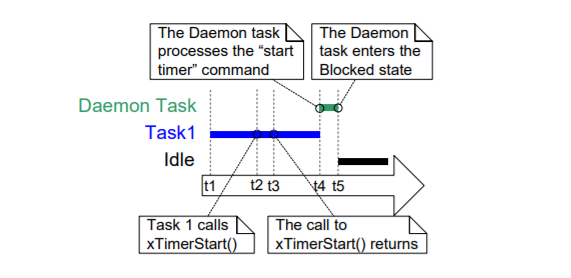 The Daemon task
processes the “start
timer” command
The Daemon
task enters the
Blocked state
Daemon Task
Task1
Idle
t1 t2 t3 t4 t5
Task 1 calls
xTimerStart()
The call to
xTimerStart() returns